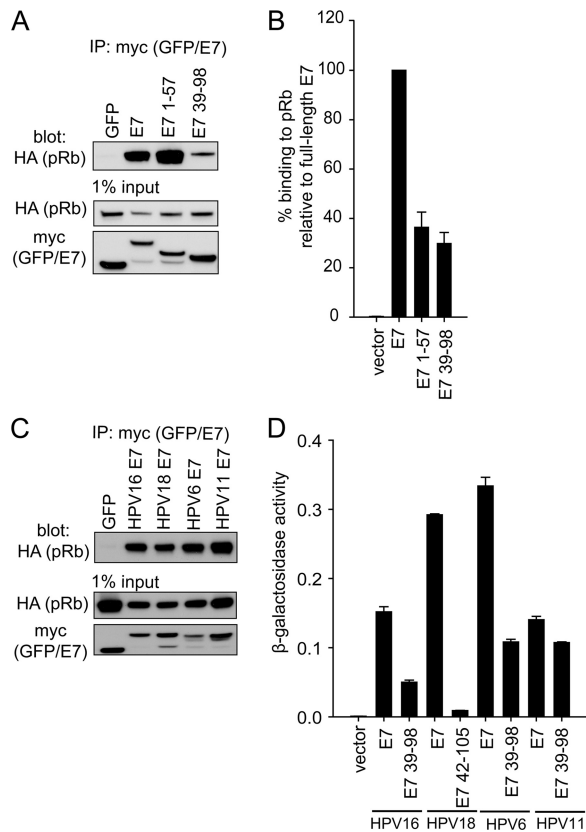 A
IP: myc (GFP/E7)
GFP
E7
E7 1-57
E7 39-98
blot:
HA (pRb)
1% input
HA (pRb)
myc
(GFP/E7)
B
% binding to pRb
relative to full-length E7
120
100
80
60
40
20
0
vector
E7
E7 1-57
E7 39-98
C
IP: myc (GFP/E7)
GFP
HPV16 E7
HPV18 E7
HPV6 E7
HPV11 E7
blot:
HA (pRb)
1% input
HA (pRb)
myc
(GFP/E7)
D
β-galactosidase activity
0.4
0.3
0.2
0.1
0.0
vector
E7
E7 39-98
E7
E7 42-105
E7
E7 39-98
E7
E7 39-98
HPV16
HPV18
HPV6
HPV11